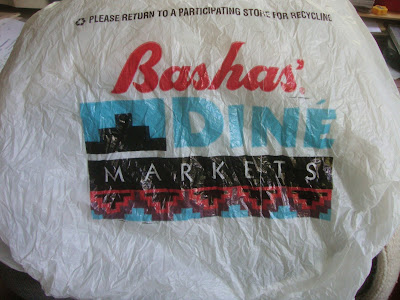 PLEASE RETURN TO A PARTICIPATING STORE FOR RECYCLING
Bashas'
DINÉ
MARKETS